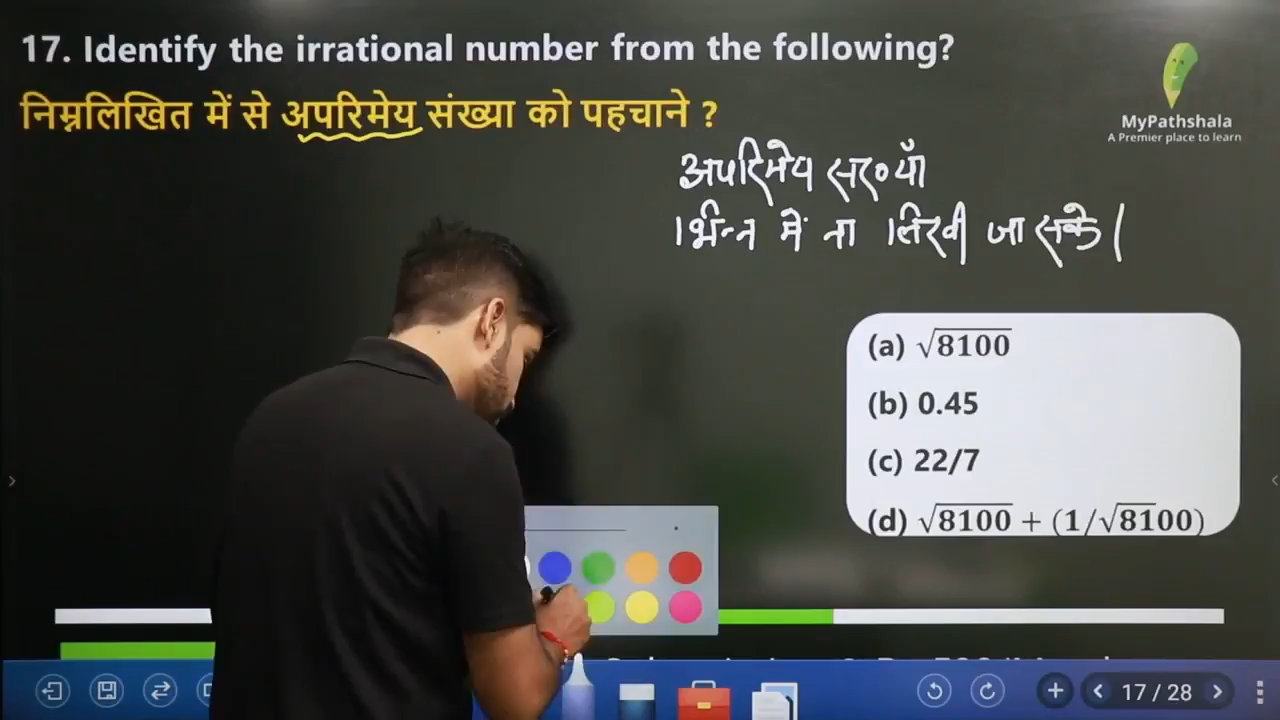 17. Identify the irrational number from the following?
निम्नलिखित में से अपरिमेय संख्या को पहचाने ?
MyPathshala
A Premier place to learn
अपरिमेय संख्याँ
भिन्न में ना लिखी जा सके।
(a) √8100
(b) 0.45
(c) 22/7
(d) √8100 + (1/√8100)
17 / 28